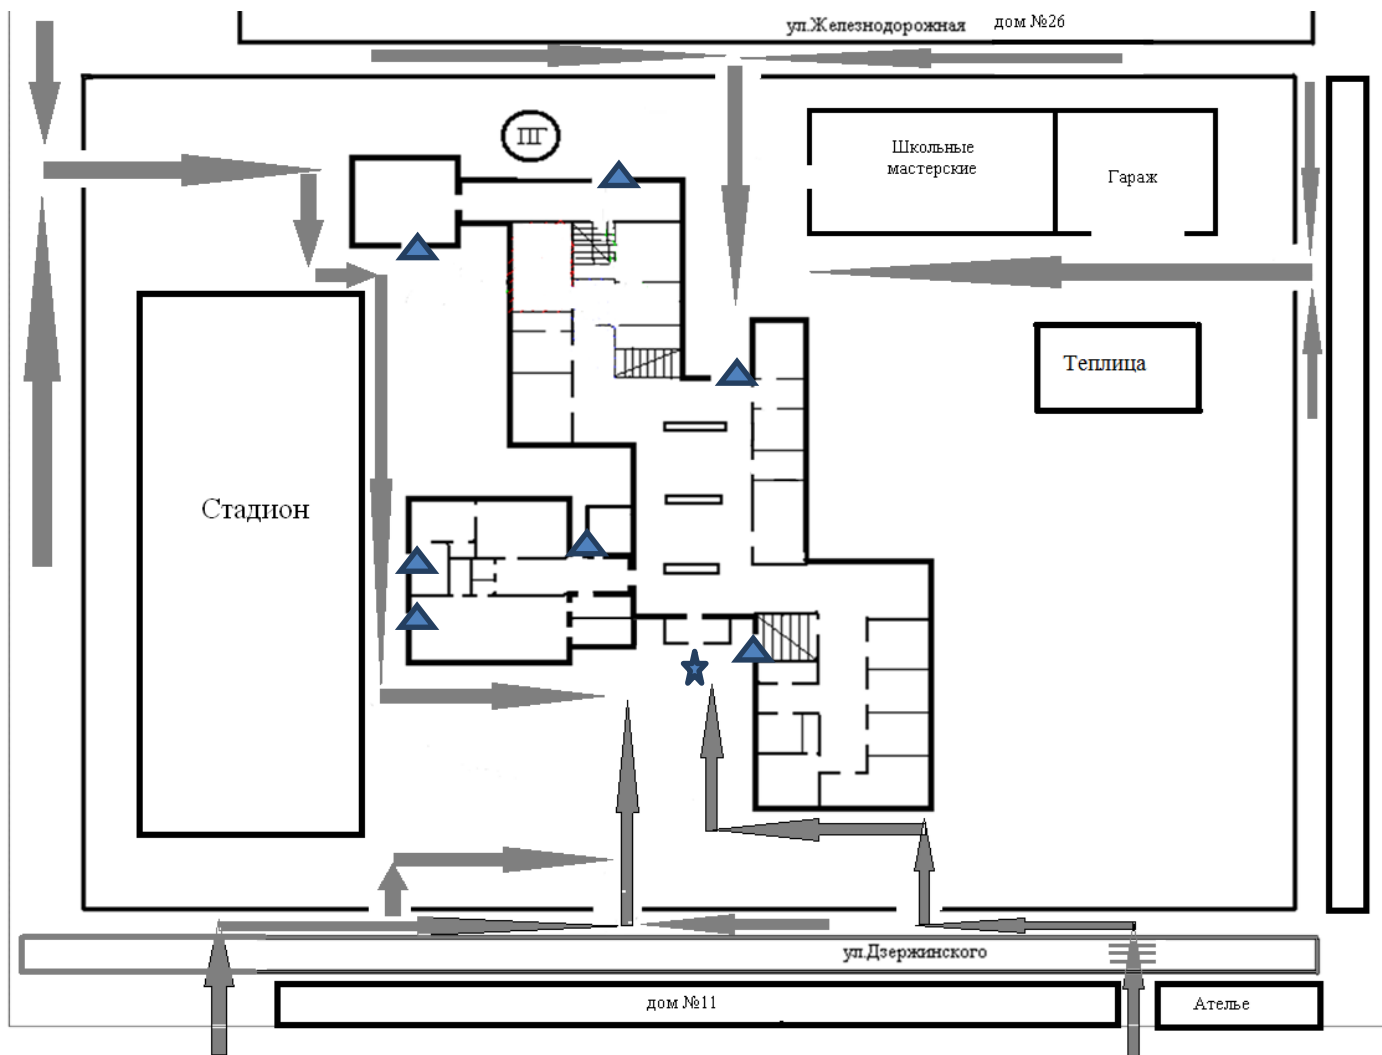 ул.Железнодорожная дом №26
ПГ
Школьные
мастерские
Гараж
Теплица
Стадион
ул.Дзержинского
дом №11
Ателье